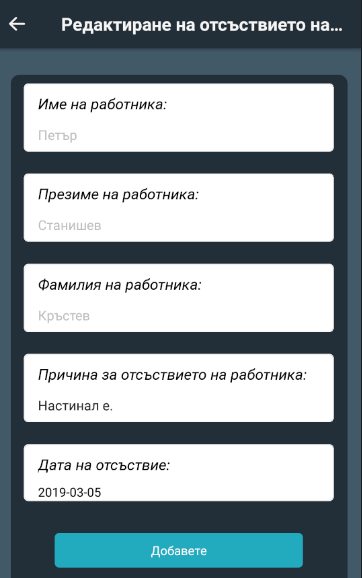 Редактиране на отсъствието на...
Име на работника:
Петър
Презиме на работника:
Станишев
Фамилия на работника:
Кръстев
Причина за отсъствието на работника:
Настинал е.
Дата на отсъствие:
2019-03-05
Добавете